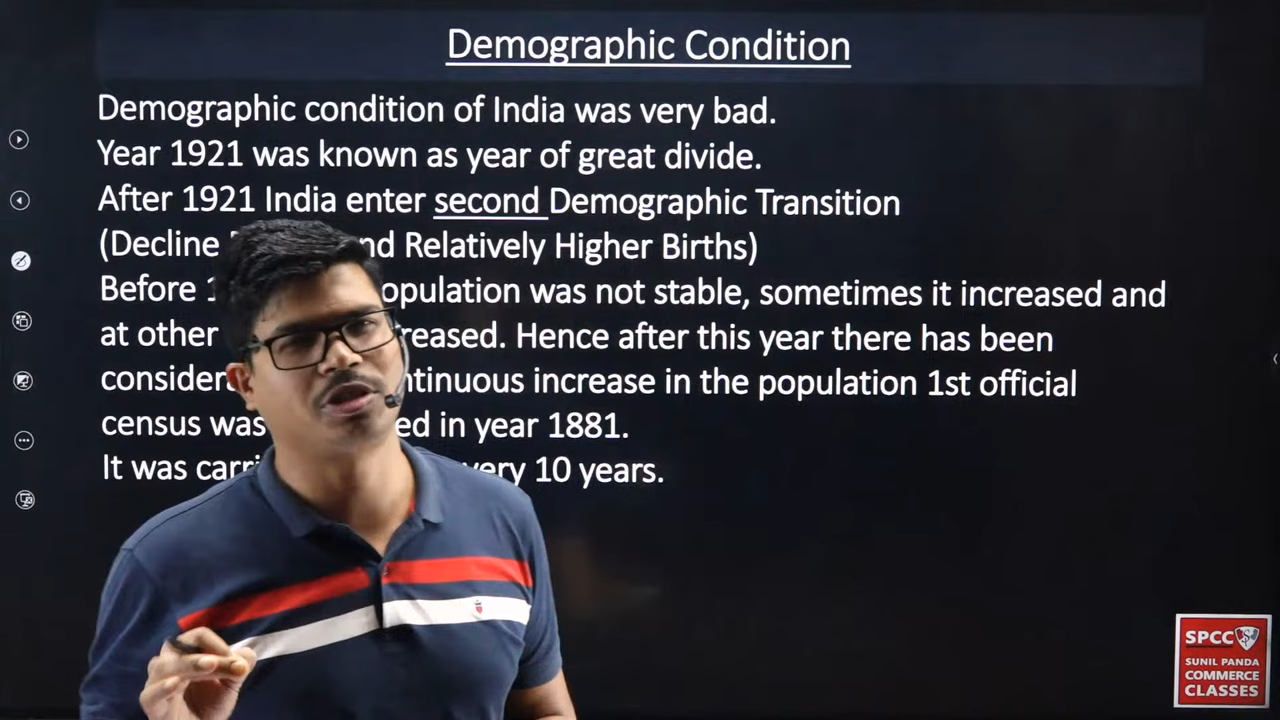 Demographic Condition
Demographic condition of India was very bad.
Year 1921 was known as year of great divide.
After 1921 India enter second Demographic Transition
(Decline nd Relatively Higher Births)
Before 1 opulation was not stable, sometimes it increased and
at other reased. Hence after this year there has been
consider ntinuous increase in the population 1st official
census was ed in year 1881.
It was carri very 10 years.
SPCC
SUNIL PANDA
COMMERCE
CLASSES